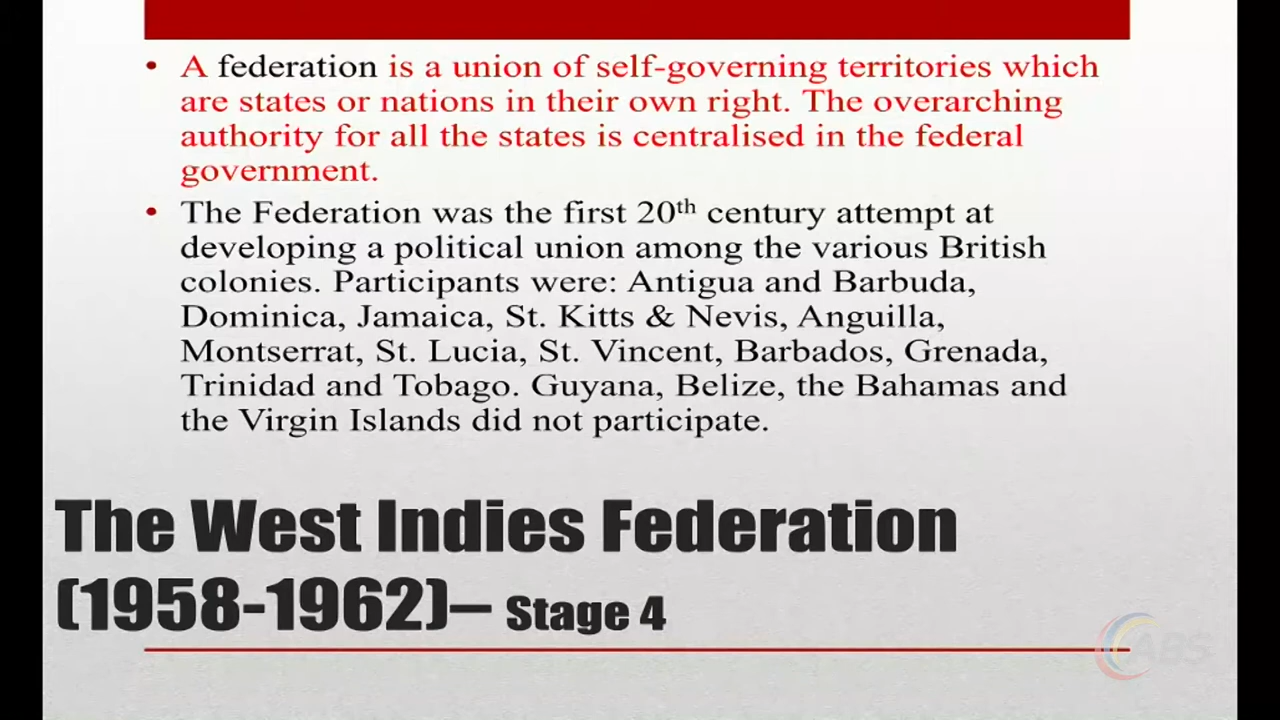 • A federation is a union of self-governing territories which
are states or nations in their own right. The overarching
authority for all the states is centralised in the federal
government.
• The Federation was the first 20th century attempt at
developing a political union among the various British
colonies. Participants were: Antigua and Barbuda,
Dominica, Jamaica, St. Kitts & Nevis, Anguilla,
Montserrat, St. Lucia, St. Vincent, Barbados, Grenada,
Trinidad and Tobago. Guyana, Belize, the Bahamas and
the Virgin Islands did not participate.
The West Indies Federation
(1958-1962)– Stage 4
ABS